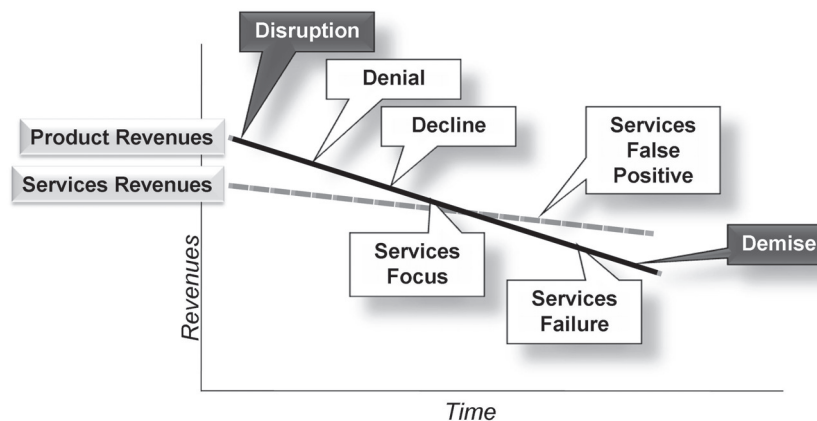 Disruption
Denial
Decline
Services
False
Positive
Product Revenues
Services Revenues
Services
Focus
Services
Failure
Demise
Revenues
Time